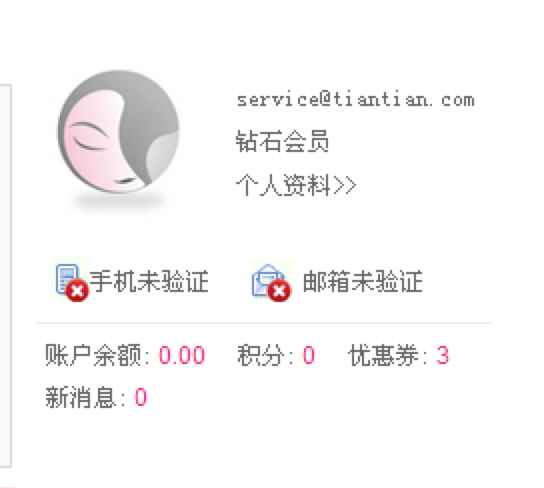 service@tiantian.com
钻石会员
个人资料>>
手机未验证 邮箱未验证
账户余额: 0.00 积分: 0 优惠券: 3
新消息: 0